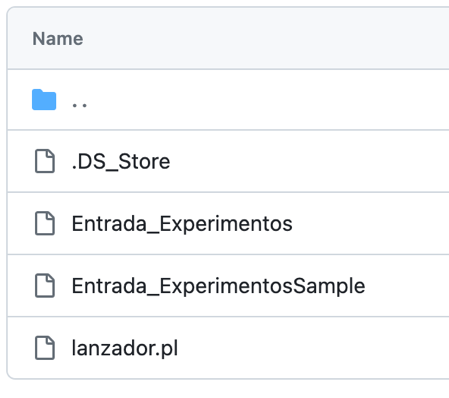 Name
..
.DS_Store
Entrada_Experimentos
Entrada_ExperimentosSample
lanzador.pl